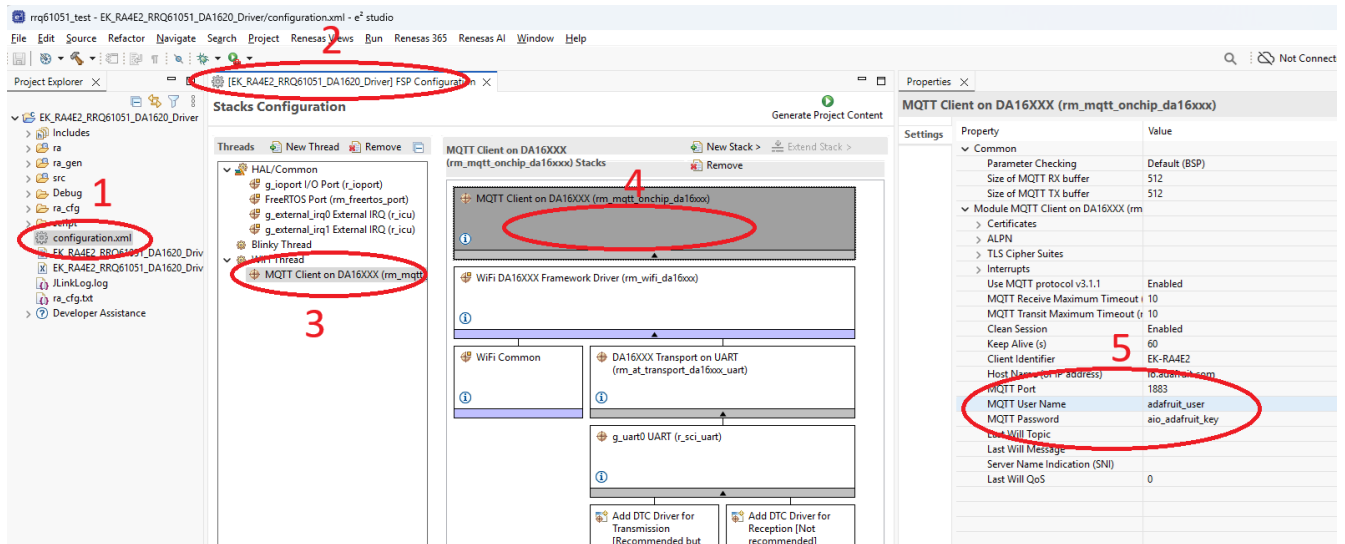 rrq61051_test - EK_RA4E2_RRQ61051_DA1620_Driver/configuration.xml - e² studio
File Edit Source Refactor Navigate Search Project Renesas Views Run Renesas 365 Renesas AI Window Help
2
Not Connect
Project Explorer
[EK_RA4E2_RRQ61051_DA1620_Driver] FSP Configuration
Properties
EK_RA4E2_RRQ61051_DA1620_Driver
Includes
ra
ra_gen
src
Debug
ra_cfg
script
configuration.xml
EK_RA4E2_RRQ61051_DA1620_Driv
EK_RA4E2_RRQ61051_DA1620_Driv
JLinkLog.log
ra_cfg.txt
Developer Assistance
1
Stacks Configuration
Generate Project Content
Threads New Thread Remove
HAL/Common
g_ioport I/O Port (r_ioport)
FreeRTOS Port (rm_freertos_port)
g_external_irq0 External IRQ (r_icu)
g_external_irq1 External IRQ (r_icu)
Blinky Thread
WiFi Thread
MQTT Client on DA16XXX (rm_mqtt
3
MQTT Client on DA16XXX
(rm_mqtt_onchip_da16xxx) Stacks
New Stack > Extend Stack >
Remove
4
MQTT Client on DA16XXX (rm_mqtt_onchip_da16xxx)
WiFi DA16XXX Framework Driver (rm_wifi_da16xxx)
WiFi Common
DA16XXX Transport on UART
(rm_at_transport_da16xxx_uart)
g_uart0 UART (r_sci_uart)
Add DTC Driver for
Transmission
[Recommended but
Add DTC Driver for
Reception [Not
recommended]
MQTT Client on DA16XXX (rm_mqtt_onchip_da16xxx)
Settings
Property Value
Common
Parameter Checking Default (BSP)
Size of MQTT RX buffer 512
Size of MQTT TX buffer 512
Module MQTT Client on DA16XXX (rm
Certificates
ALPN
TLS Cipher Suites
Interrupts
Use MQTT protocol v3.1.1 Enabled
MQTT Receive Maximum Timeout ( 10
MQTT Transit Maximum Timeout (r 10
Clean Session Enabled
Keep Alive (s) 60
Client Identifier EK-RA4E2
5
Host Name (or IP address) io.adafruit.com
MQTT Port 1883
MQTT User Name adafruit_user
MQTT Password aio_adafruit_key
Last Will Topic
Last Will Message
Server Name Indication (SNI)
Last Will QoS 0